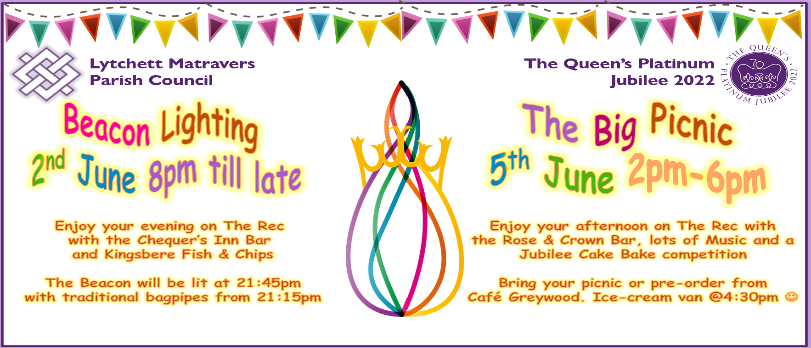 Lytchett Matravers
Parish Council
Beacon Lighting
2nd June 8pm till late
Enjoy your evening on The Rec
with the Chequer's Inn Bar
and Kingsbere Fish & Chips
The Beacon will be lit at 21:45pm
with traditional bagpipes from 21:15pm
The Queen's Platinum
Jubilee 2022
THE QUEEN'S
70
PLATINUM JUBILEE 2022
The Big Picnic
5th June 2pm-6pm
Enjoy your afternoon on The Rec with
the Rose & Crown Bar, lots of Music and a
Jubilee Cake Bake competition
Bring your picnic or pre-order from
Café Greywood. Ice-cream van @4:30pm ☺